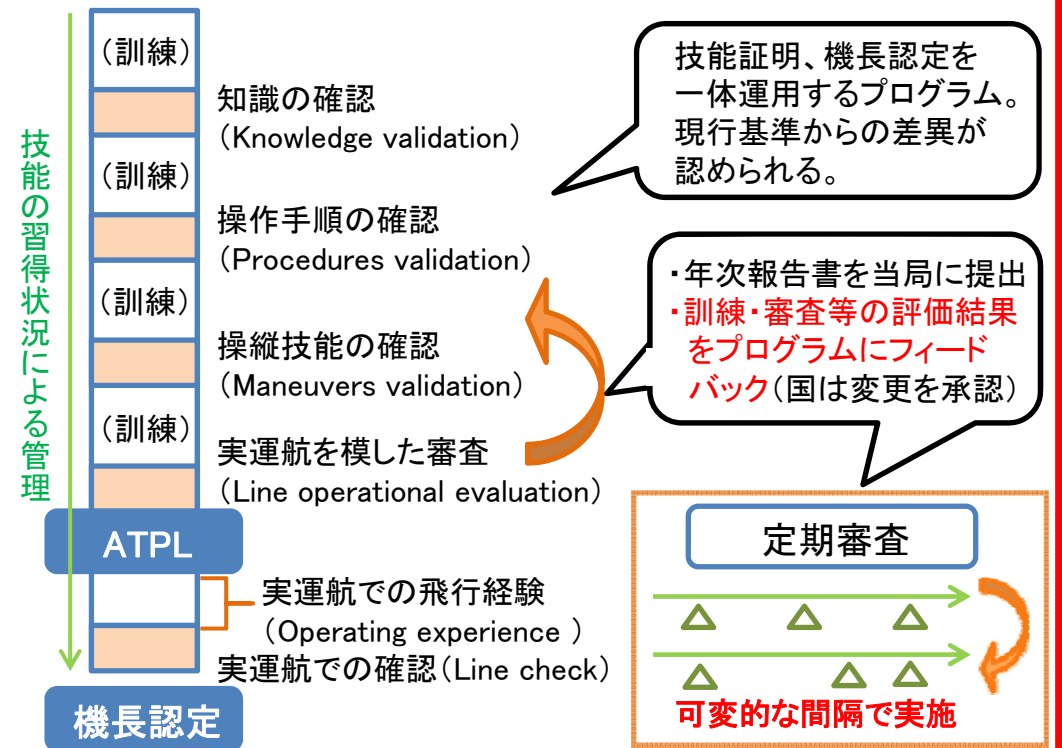 技能の習得状況による管理
（訓練）
知識の確認
（Knowledge validation）
（訓練）
操作手順の確認
（Procedures validation）
（訓練）
操縦技能の確認
（Maneuvers validation）
（訓練）
実運航を模した審査
（Line operational evaluation）
ATPL
実運航での飛行経験
（Operating experience ）
実運航での確認（Line check）
機長認定
技能証明、機長認定を
一体運用するプログラム。
現行基準からの差異が
認められる。
・年次報告書を当局に提出
・訓練・審査等の評価結果
をプログラムにフィード
バック（国は変更を承認）
定期審査
可変的な間隔で実施